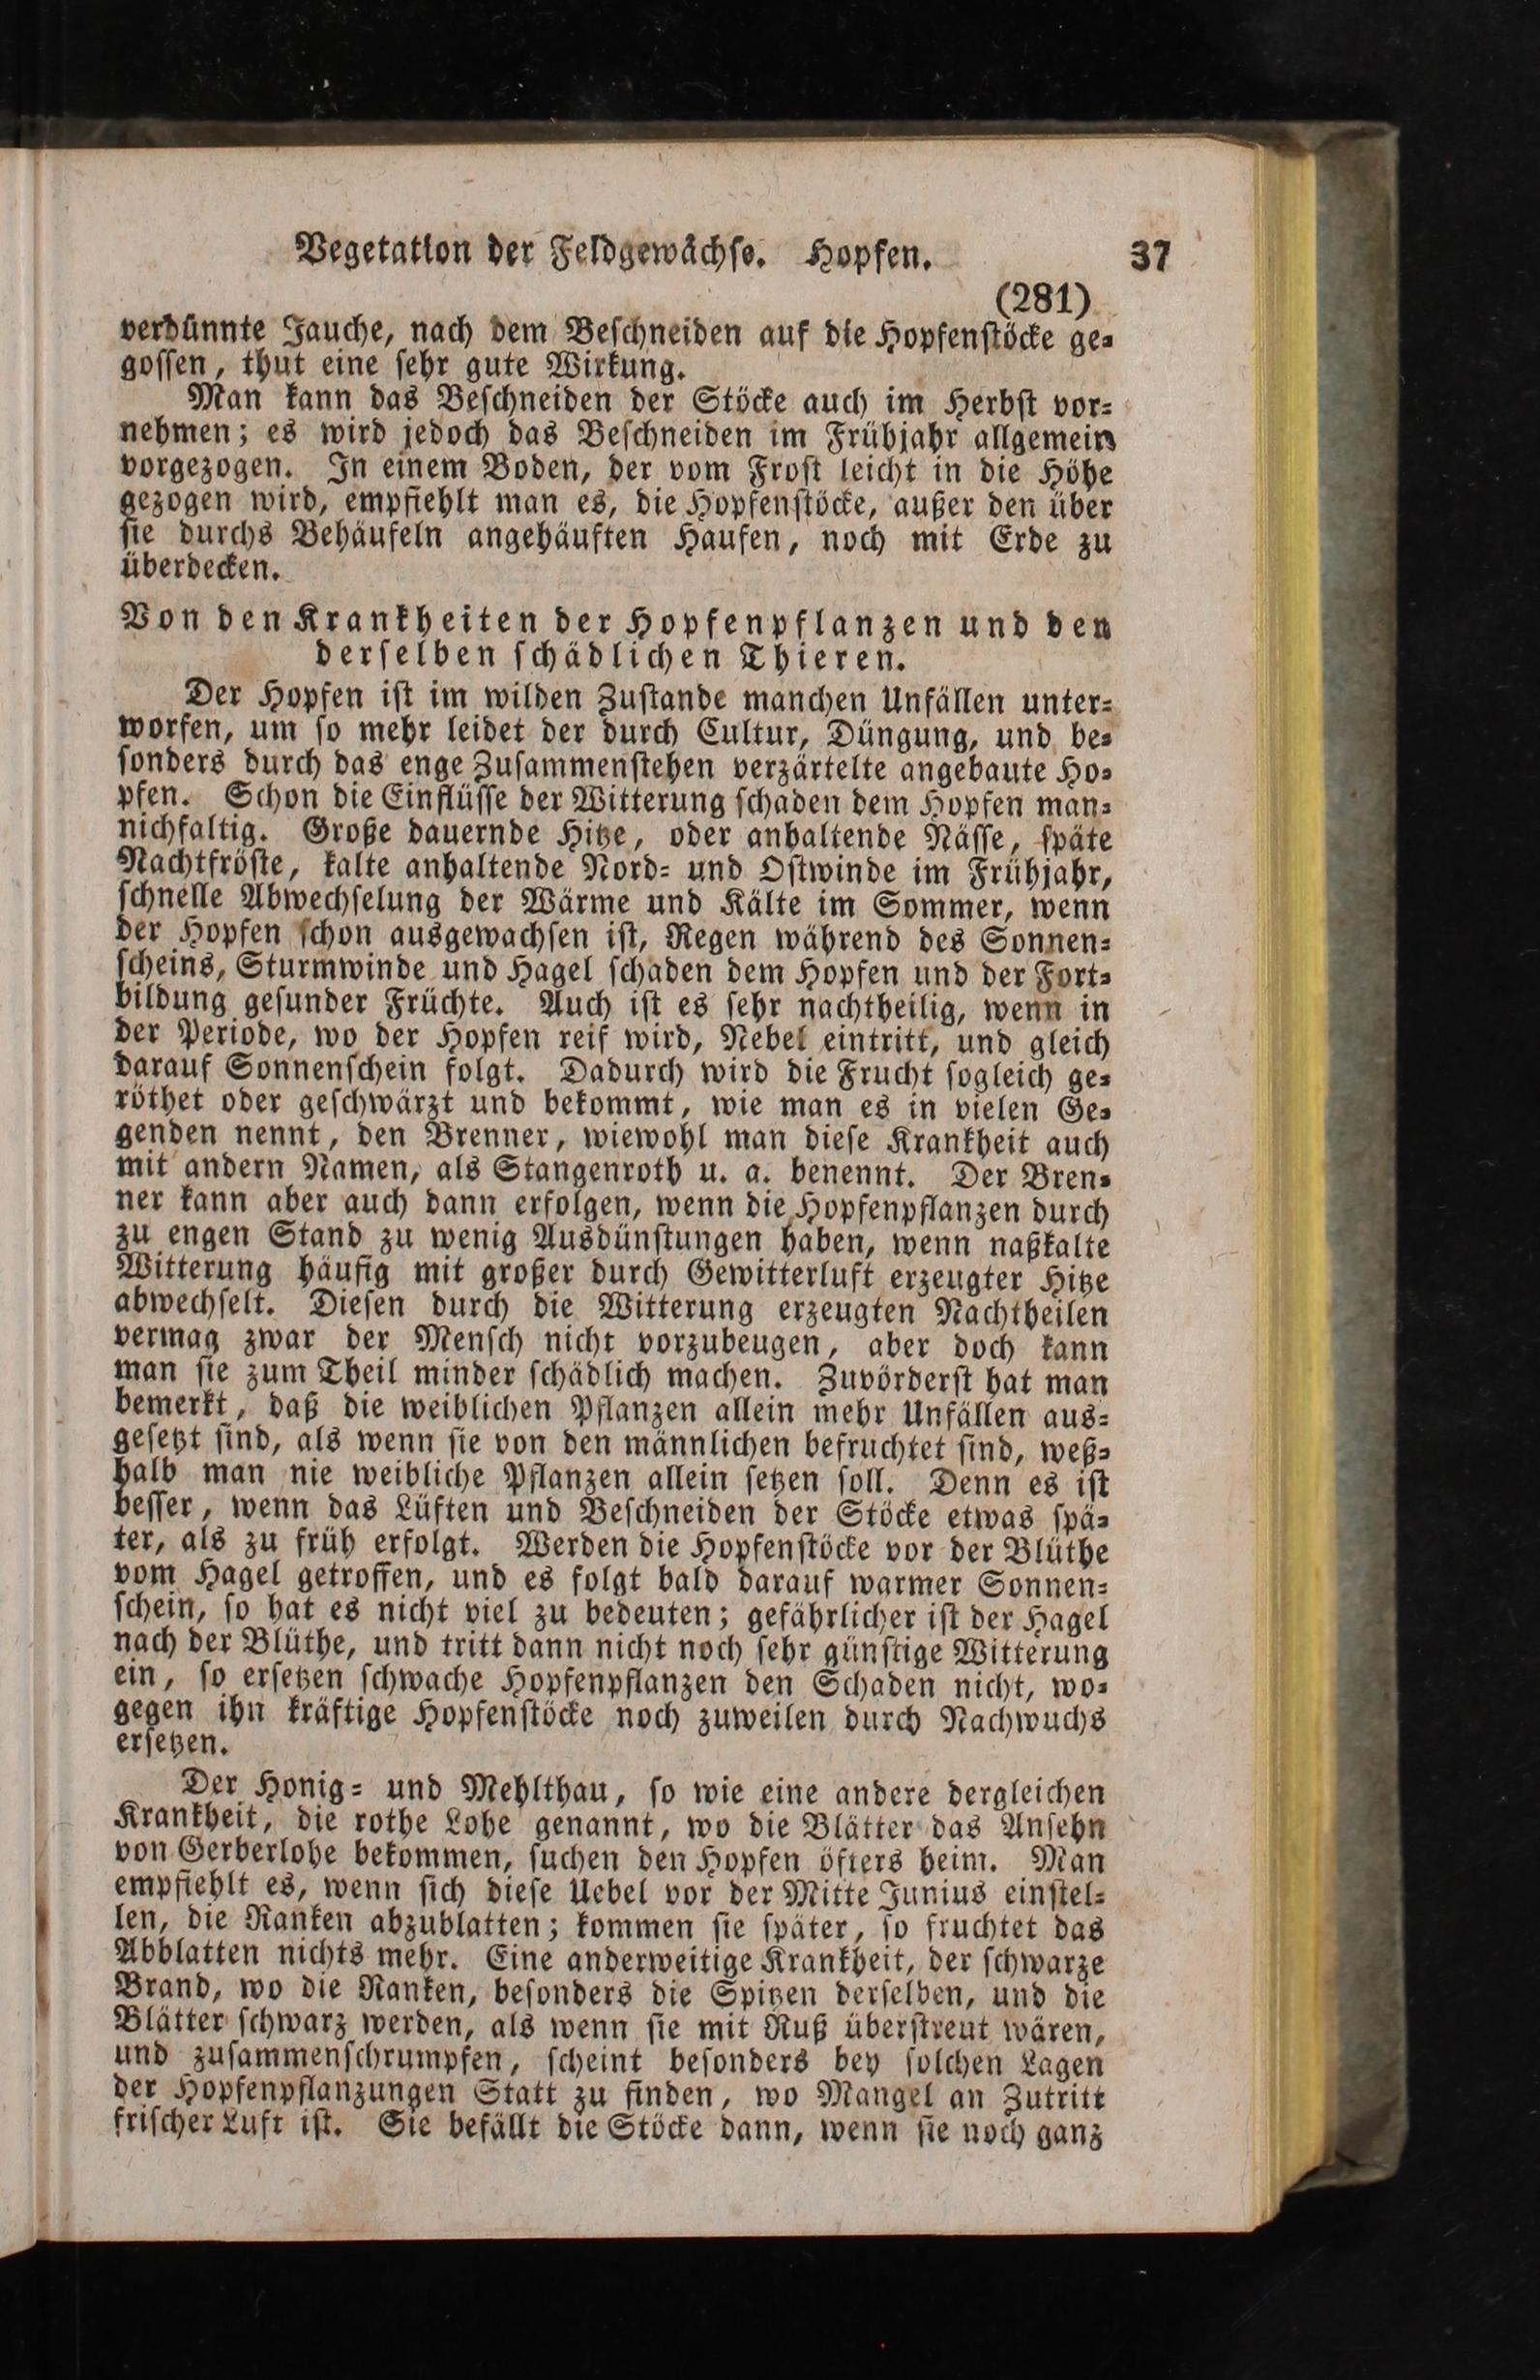 Vegetation der Feldgewächse. Hopfen. 37
(281)
verdünnte Jauche, nach dem Beschneiden auf die Hopfenstöcke ge=
gossen, thut eine sehr gute Wirkung.
Man kann das Beschneiden der Stöcke auch im Herbst vor=
nehmen; es wird jedoch das Beschneiden im Frühjahr allgemein
vorgezogen. In einem Boden, der vom Frost leicht in die Höhe
gezogen wird, empfiehlt man es, die Hopfenstöcke, außer den über
sie durchs Behäufeln angehäuften Haufen, noch mit Erde zu
überdecken.
Von den Krankheiten der Hopfenpflanzen und den
derselben schädlichen Thieren.
Der Hopfen ist im wilden Zustande manchen Unfällen unter=
worfen, um so mehr leidet der durch Cultur, Düngung, und be=
sonders durch das enge Zusammenstehen verzärtelte angebaute Ho=
pfen. Schon die Einflüsse der Witterung schaden dem Hopfen man=
nichfaltig. Große dauernde Hitze, oder anhaltende Nässe, späte
Nachtfröste, kalte anhaltende Nord= und Ostwinde im Frühjahr,
schnelle Abwechselung der Wärme und Kälte im Sommer, wenn
der Hopfen schon ausgewachsen ist, Regen während des Sonnen=
scheins, Sturmwinde und Hagel schaden dem Hopfen und der Fort=
bildung gesunder Früchte. Auch ist es sehr nachtheilig, wenn in
der Periode, wo der Hopfen reif wird, Nebel eintritt, und gleich
darauf Sonnenschein folgt. Dadurch wird die Frucht sogleich ge=
röthet oder geschwärzt und bekommt, wie man es in vielen Ge=
genden nennt, den Brenner, wiewohl man diese Krankheit auch
mit andern Namen, als Stangenroth u. a. benennt. Der Bren=
ner kann aber auch dann erfolgen, wenn die Hopfenpflanzen durch
zu engen Stand zu wenig Ausdünstungen haben, wenn naßkalte
Witterung häufig mit großer durch Gewitterluft erzeugter Hitze
abwechselt. Diesen durch die Witterung erzeugten Nachtheilen
vermag zwar der Mensch nicht vorzubeugen, aber doch kann
man sie zum Theil minder schädlich machen. Zuvörderst hat man
bemerkt, daß die weiblichen Pflanzen allein mehr Unfällen aus=
gesetzt sind, als wenn sie von den männlichen befruchtet sind, weß=
halb man nie weibliche Pflanzen allein setzen soll. Denn es ist
besser, wenn das Lüften und Beschneiden der Stöcke etwas spä=
ter, als zu früh erfolgt. Werden die Hopfenstöcke vor der Blüthe
vom Hagel getroffen, und es folgt bald darauf warmer Sonnen=
schein, so hat es nicht viel zu bedeuten; gefährlicher ist der Hagel
nach der Blüthe, und tritt dann nicht noch sehr günstige Witterung
ein, so ersetzen schwache Hopfenpflanzen den Schaden nicht, wo=
gegen ihn kräftige Hopfenstöcke noch zuweilen durch Nachwuchs
ersetzen.
Der Honig= und Mehlthau, so wie eine andere dergleichen
Krankheit, die rothe Lohe genannt, wo die Blätter das Ansehn
von Gerberlohe bekommen, suchen den Hopfen öfters heim. Man
empfiehlt es, wenn sich diese Uebel vor der Mitte Junius einstel=
len, die Ranken abzublatten; kommen sie später, so fruchtet das
Abblatten nichts mehr. Eine anderweitige Krankheit, der schwarze
Brand, wo die Ranken, besonders die Spitzen derselben, und die
Blätter schwarz werden, als wenn sie mit Ruß überstreut wären,
und zusammenschrumpfen, scheint besonders bey solchen Lagen
der Hopfenpflanzungen Statt zu finden, wo Mangel an Zutritt
frischer Luft ist. Sie befällt die Stöcke dann, wenn sie noch ganz